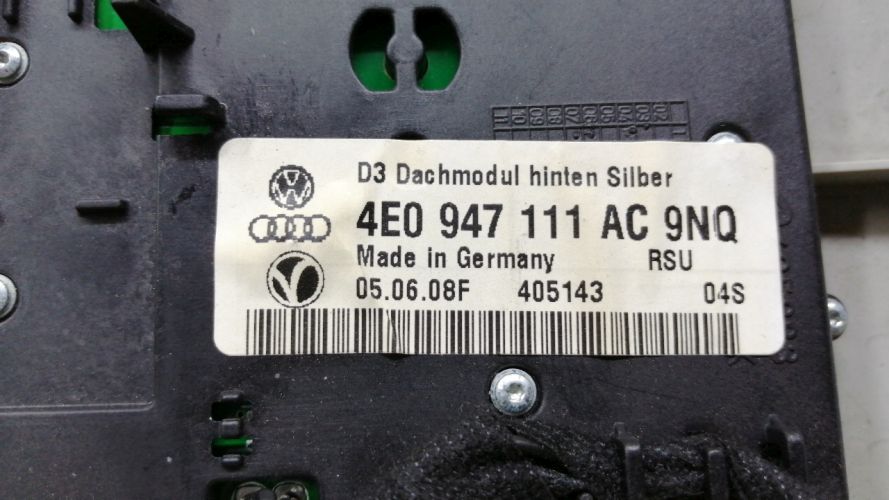 D3 Dachmodul hinten Silber
4E0 947 111 AC 9NQ
Made in Germany RSU
05.06.08F 405143 04S